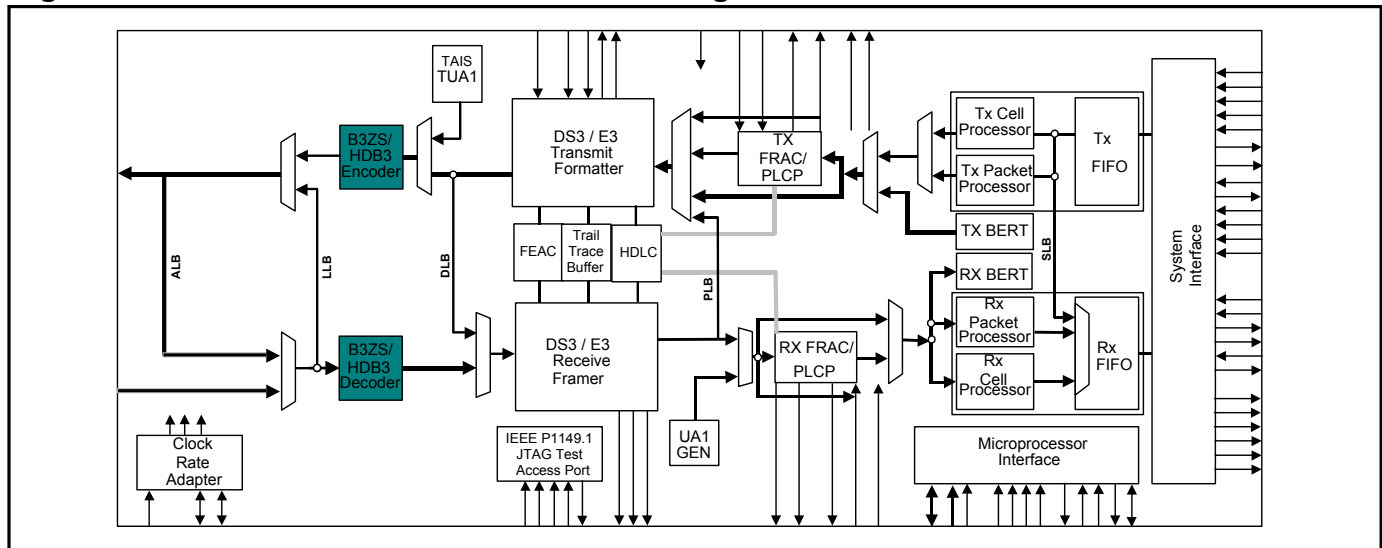 TAIS
TUA1
B3ZS/
HDB3
Encoder
DS3 / E3
Transmit
Formatter
TX
FRAC/
PLCP
Tx Cell
Processor
Tx
FIFO
Tx Packet
Processor
TX BERT
System
Interface
FEAC
Trail
Trace
Buffer
HDLC
ALB
LLB
DLB
PLB
SLB
RX BERT
B3ZS/
HDB3
Decoder
DS3 / E3
Receive
Framer
RX FRAC/
PLCP
Rx
Packet
Processor
Rx
Cell
Processor
Rx
FIFO
UA1
GEN
Clock
Rate
Adapter
IEEE P1149.1
JTAG Test
Access Port
Microprocessor
Interface